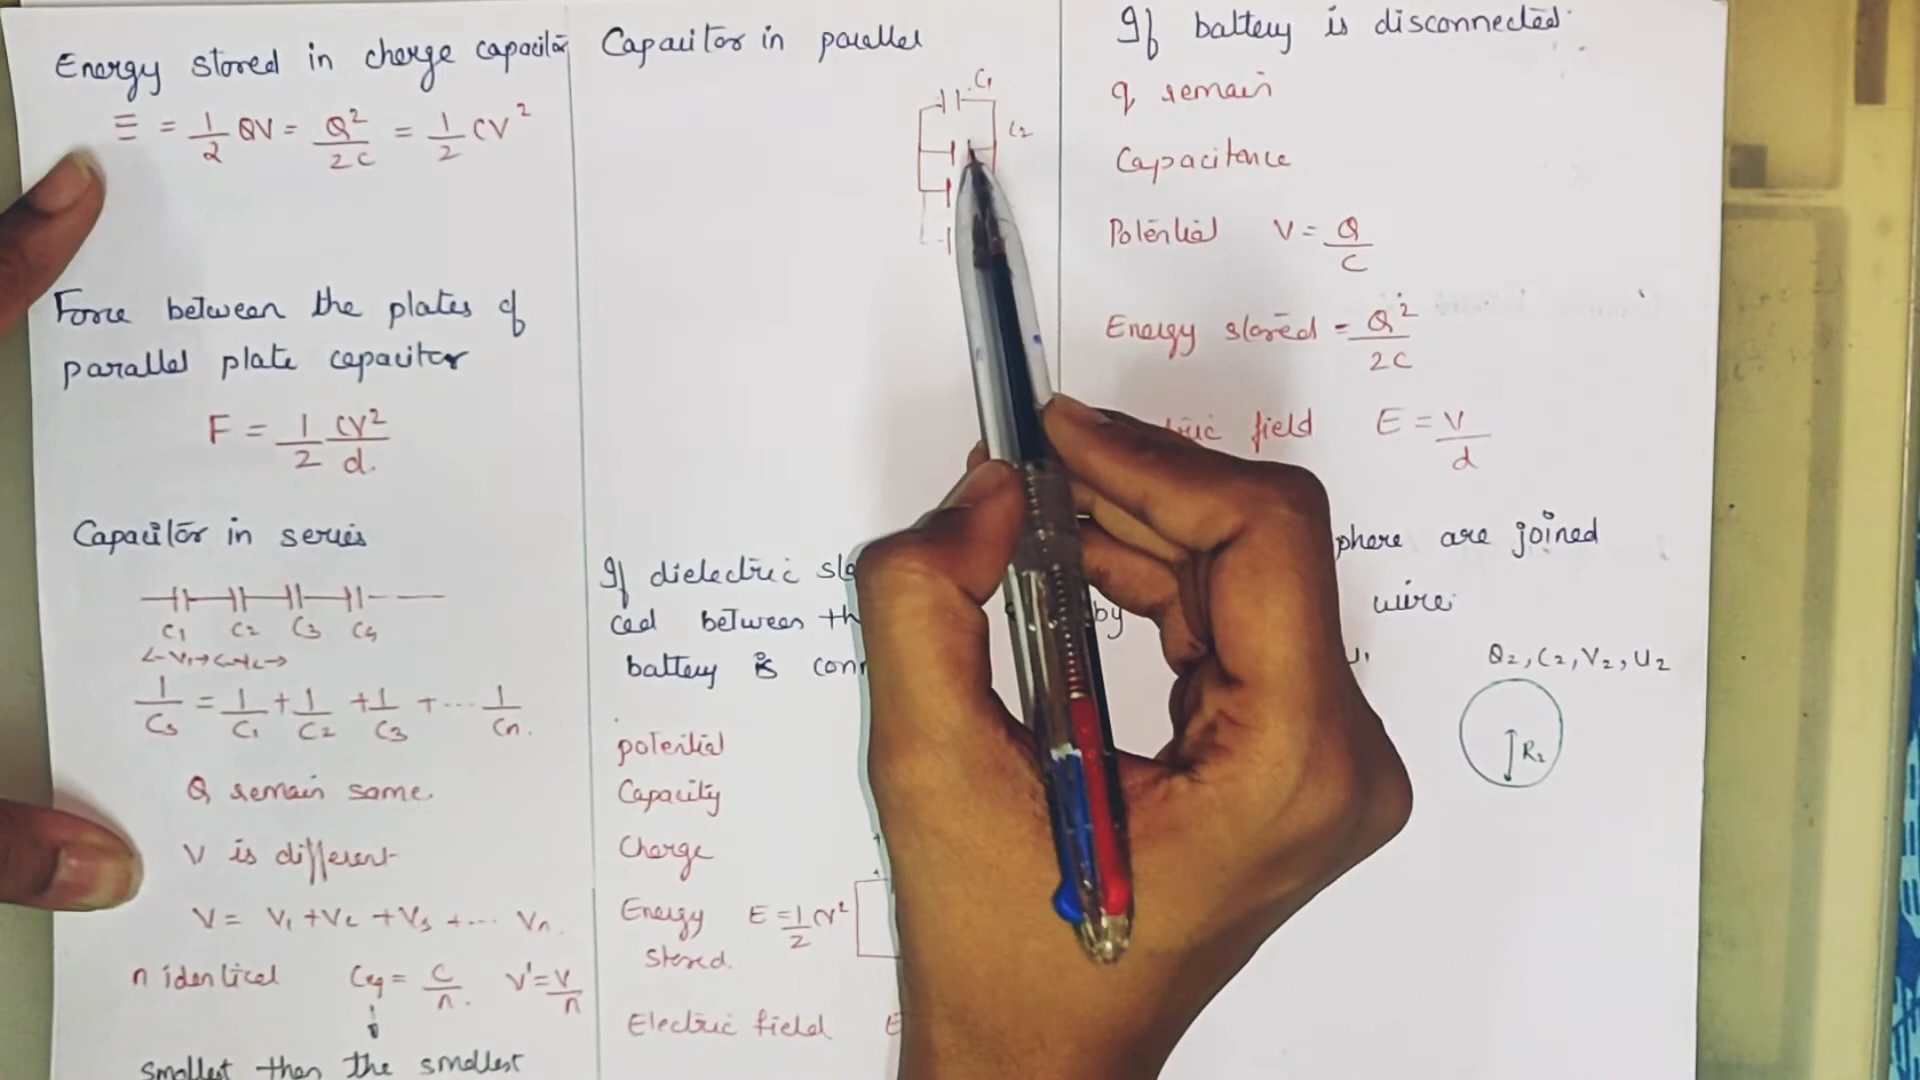 Energy stored in charge capacitor
E = 1/2 QV = Q²/2C = 1/2 CV²
Force between the plates of
parallel plate capacitor
F = 1/2 CV²/d.
Capacitor in series
C1 C2 C3 C4
1/Cs = 1/C1 + 1/C2 + 1/C3 + ... 1/Cn.
Q remain same.
V is different
V = V1 + V2 + V3 + ... Vn.
n identical Ceq = C/n. V' = V/n
Smallest then the smallest
Capacitor in parallel
C1
C2
If dielectric
ced between
battery is
by
potential
Capacity
Charge
Energy E = 1/2 CV²
stored.
Electric field E
If battery is disconnected
q remain
Capacitance
Potential V = Q/C
Energy stored = Q²/2C
field E = V/d
are joined
wire
Q2, C2, V2, U2
R2